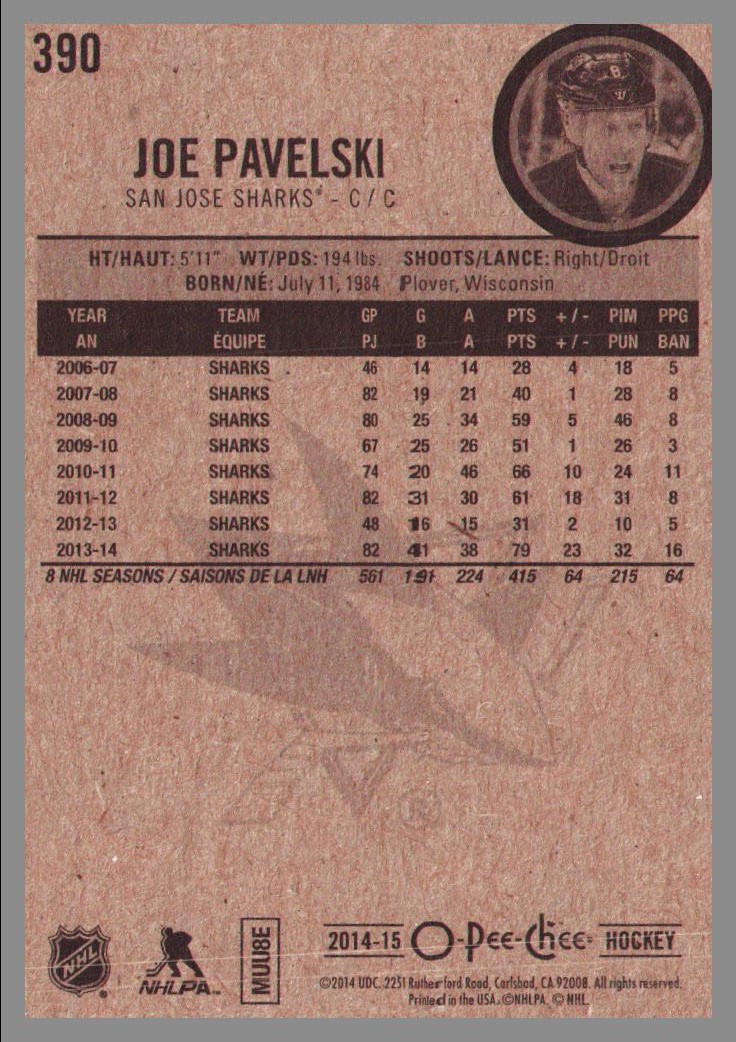 390
JOE PAVELSKI
SAN JOSE SHARKS® - C / C
HT/HAUT: 5'11" WT/PDS: 194 lbs. SHOOTS/LANCE: Right/Droit
BORN/NÉ: July 11, 1984 Plover, Wisconsin
YEAR TEAM GP G A PTS + / - PIM PPG
AN ÉQUIPE PJ B A PTS + / - PUN BAN
2006-07 SHARKS 46 14 14 28 4 18 5
2007-08 SHARKS 82 19 21 40 1 28 8
2008-09 SHARKS 80 25 34 59 5 46 8
2009-10 SHARKS 67 25 26 51 1 26 3
2010-11 SHARKS 74 20 46 66 10 24 11
2011-12 SHARKS 82 31 30 61 18 31 8
2012-13 SHARKS 48 16 15 31 2 10 5
2013-14 SHARKS 82 41 38 79 23 32 16
8 NHL SEASONS / SAISONS DE LA LNH 561 191 224 415 64 215 64
®
NHL
NHLPA™
MUU8E
2014-15 O-Pee-Chee® HOCKEY
©2014 UDC. 2251 Rutherford Road, Carlsbad, CA 92008. All rights reserved.
Printed in the USA. ©NHLPA. © NHL.